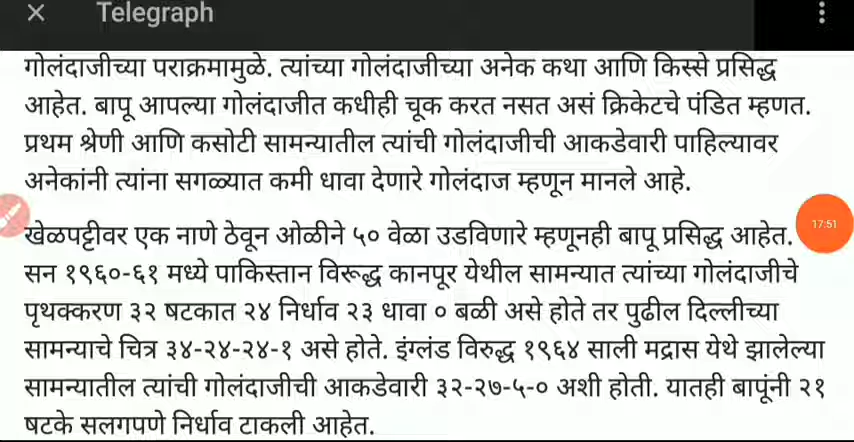 Telegraph
गोलंदाजीच्या पराक्रमामुळे. त्यांच्या गोलंदाजीच्या अनेक कथा आणि किस्से प्रसिद्ध
आहेत. बापू आपल्या गोलंदाजीत कधीही चूक करत नसत असं क्रिकेटचे पंडित म्हणत.
प्रथम श्रेणी आणि कसोटी सामन्यातील त्यांची गोलंदाजीची आकडेवारी पाहिल्यावर
अनेकांनी त्यांना सगळ्यात कमी धावा देणारे गोलंदाज म्हणून मानले आहे.
खेळपट्टीवर एक नाणे ठेवून ओळीने ५० वेळा उडविणारे म्हणूनही बापू प्रसिद्ध आहेत.
17:51
सन १९६०-६१ मध्ये पाकिस्तान विरूद्ध कानपूर येथील सामन्यात त्यांच्या गोलंदाजीचे
पृथक्करण ३२ षटकात २४ निर्धाव २३ धावा ० बळी असे होते तर पुढील दिल्लीच्या
सामन्याचे चित्र ३४-२४-२४-१ असे होते. इंग्लंड विरुद्ध १९६४ साली मद्रास येथे झालेल्या
सामन्यातील त्यांची गोलंदाजीची आकडेवारी ३२-२७-५-० अशी होती. यातही बापूंनी २१
षटके सलगपणे निर्धाव टाकली आहेत.